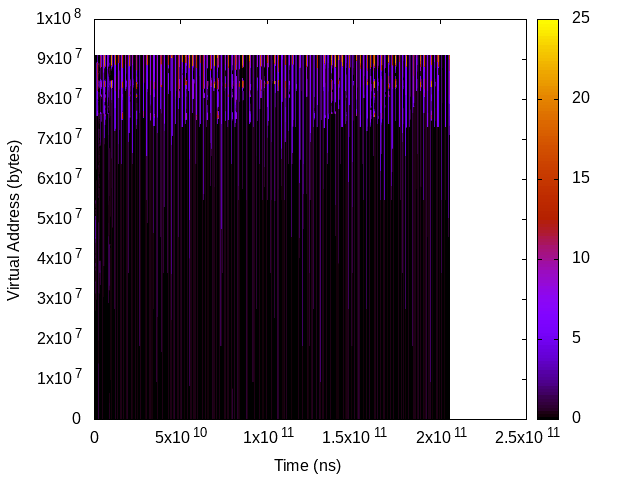 1x10 8
9x10 7
8x10 7
7x10 7
6x10 7
5x10 7
4x10 7
3x10 7
2x10 7
1x10 7
0
Virtual Address (bytes)
0 5x10 10 1x10 11 1.5x10 11 2x10 11 2.5x10 11
Time (ns)
25
20
15
10
5
0